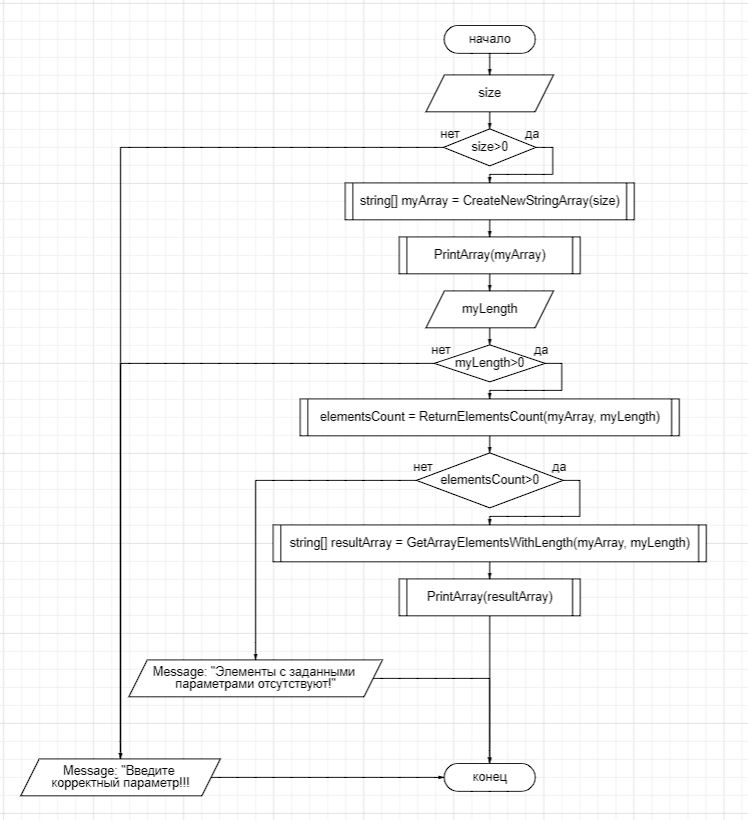 начало
size
нет
да
size>0
string[] myArray = CreateNewStringArray(size)
PrintArray(myArray)
myLength
нет
да
myLength>0
elementsCount = ReturnElementsCount(myArray, myLength)
нет
да
elementsCount>0
string[] resultArray = GetArrayElementsWithLength(myArray, myLength)
PrintArray(resultArray)
Message: "Элементы с заданными
параметрами отсутствуют!"
Message: "Введите
корректный параметр!!!
конец